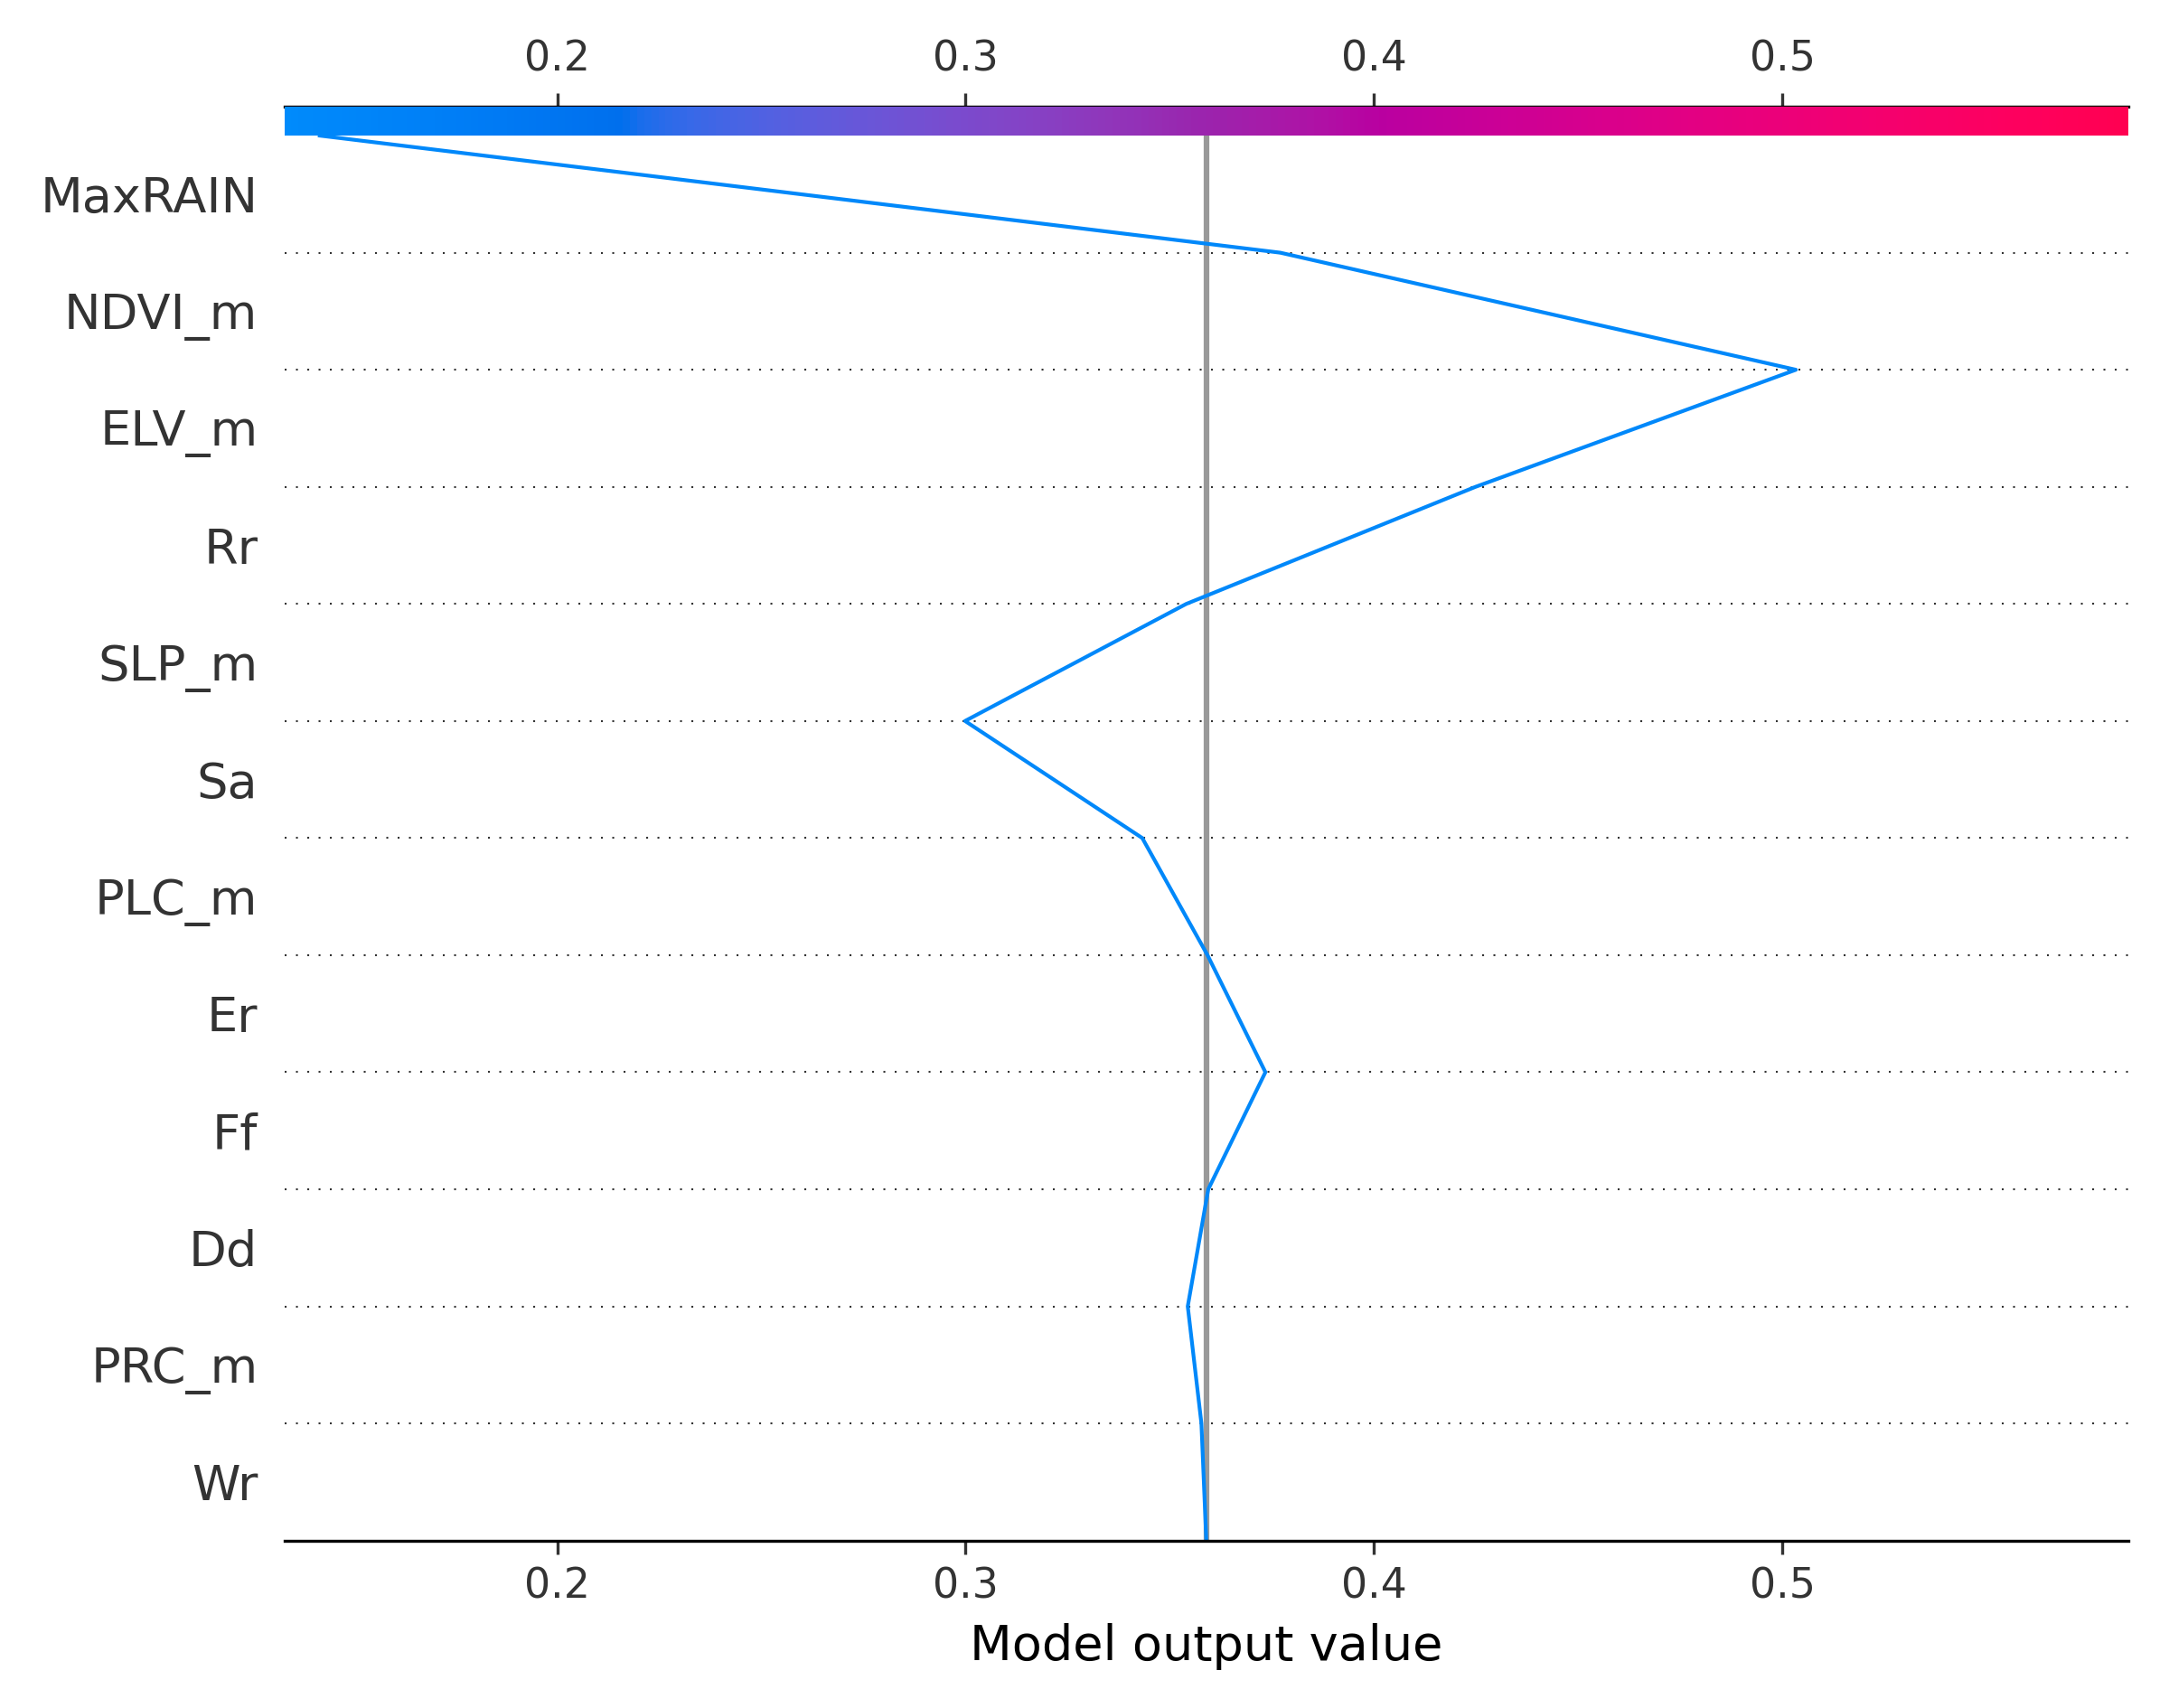 0.2 0.3 0.4 0.5
MaxRAIN
NDVI_m
ELV_m
Rr
SLP_m
Sa
PLC_m
Er
Ff
Dd
PRC_m
Wr
0.2 0.3 0.4 0.5
Model output value